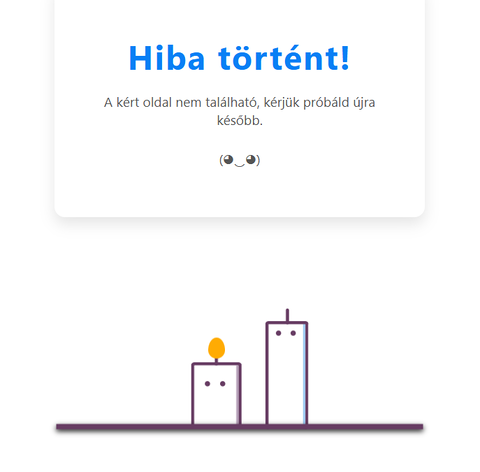 Hiba történt!
A kért oldal nem található, kérjük próbáld újra
később.
(◕‿◕)